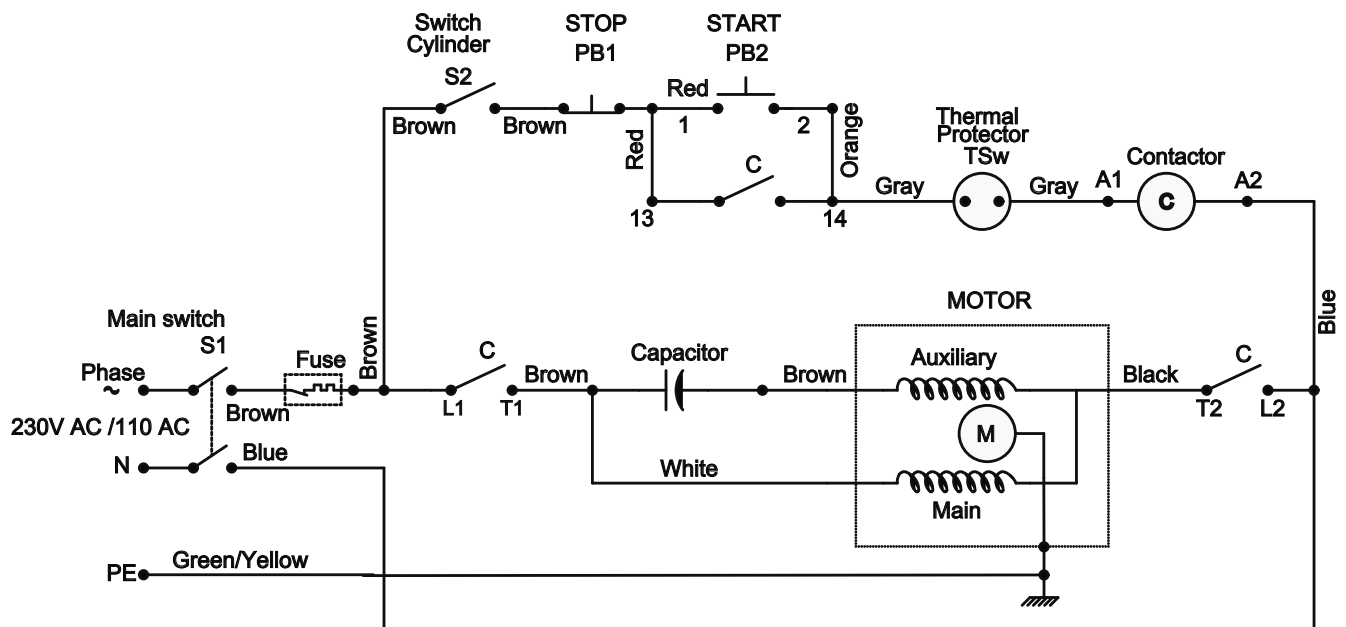 Switch
Cylinder
S2
STOP
PB1
START
PB2
Brown
Brown
Red
1
2
Red
Orange
C
13
14
Gray
Thermal
Protector
TSw
Gray
A1
Contactor
C
A2
Blue
Main switch
S1
Phase
~
230V AC /110 AC
N
Brown
Blue
Fuse
Brown
C
L1
T1
Brown
Capacitor
Brown
White
MOTOR
Auxiliary
M
Main
Black
C
T2
L2
PE
Green/Yellow